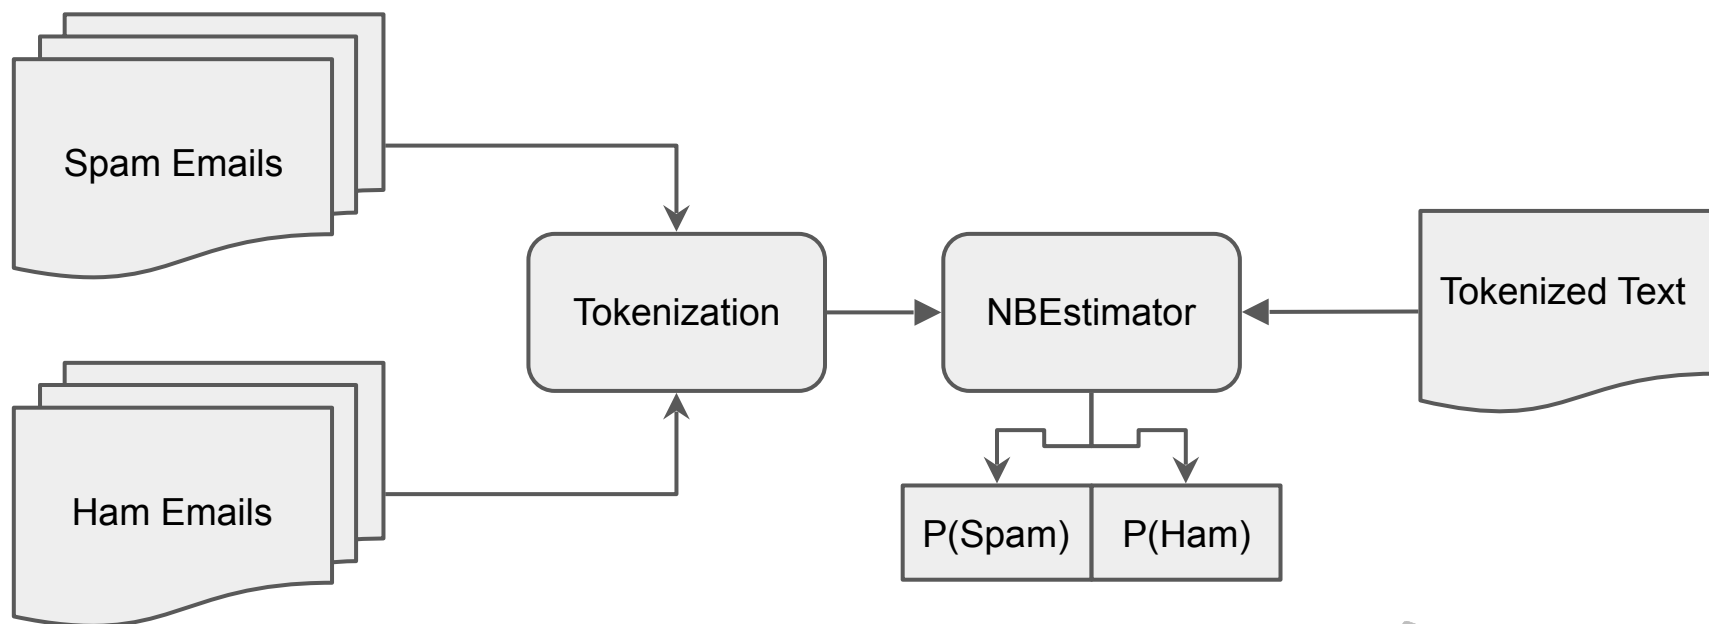 Spam Emails
Tokenization
NBEstimator
Tokenized Text
Ham Emails
P(Spam)
P(Ham)